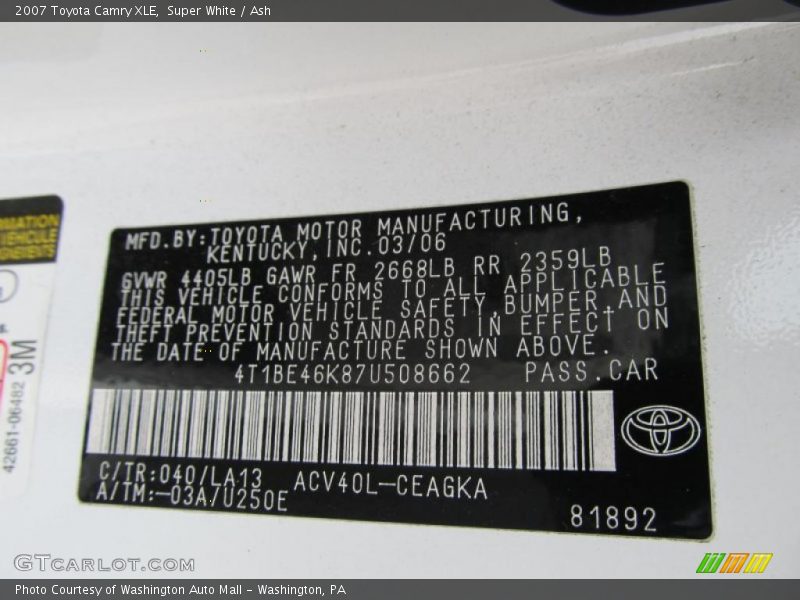 2007 Toyota Camry XLE, Super White / Ash
MFD.BY:TOYOTA MOTOR MANUFACTURING,
KENTUCKY,INC.03/06
GVWR 4405LB GAWR FR 2668LB RR 2359LB
THIS VEHICLE CONFORMS TO ALL APPLICABLE
FEDERAL MOTOR VEHICLE SAFETY,BUMPER,AND
THEFT PREVENTION STANDARDS IN EFFECT ON
THE DATE OF MANUFACTURE SHOWN ABOVE.
4T1BE46K87U508662 PASS.CAR
C/TR:040/LA13 ACV40L-CEAGKA
A/TM:-03A/U250E
81892
42661-06482 3M
GTCARLOT.COM
Photo Courtesy of Washington Auto Mall - Washington, PA